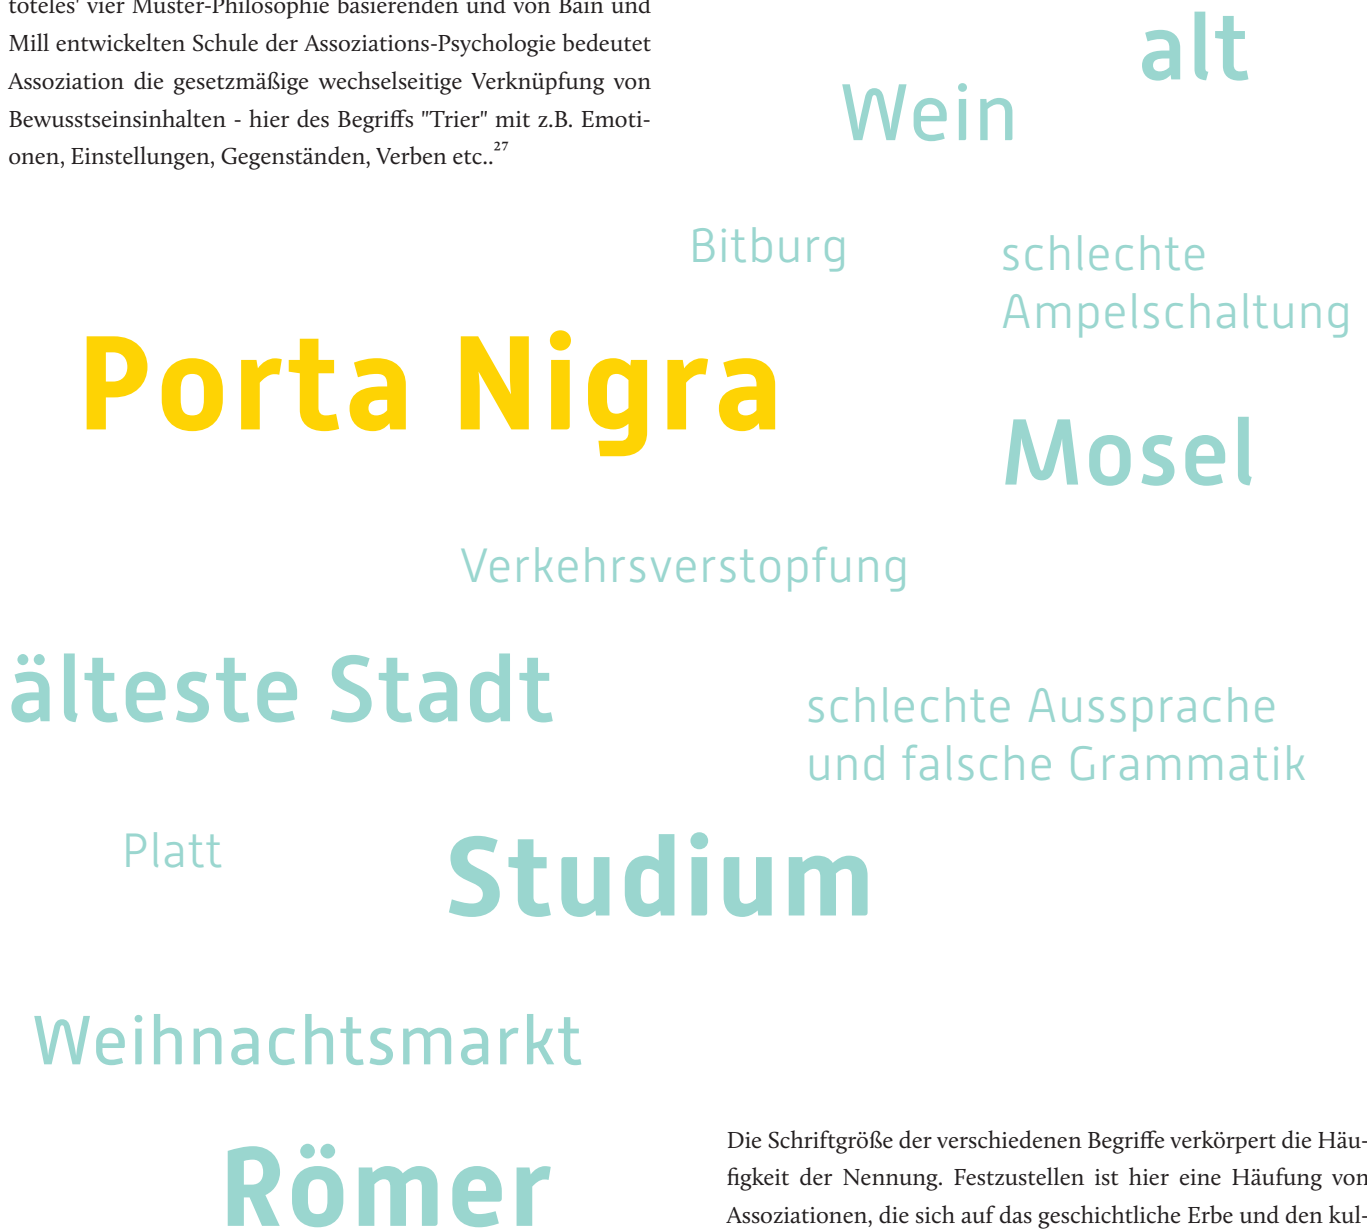 toteles' vier Muster-Philosophie basierenden und von Bain und
Mill entwickelten Schule der Assoziations-Psychologie bedeutet
Assoziation die gesetzmäßige wechselseitige Verknüpfung von
Bewusstseinsinhalten - hier des Begriffs "Trier" mit z.B. Emoti-
onen, Einstellungen, Gegenständen, Verben etc..²⁷
alt
Wein
Bitburg
schlechte
Ampelschaltung
Porta Nigra
Mosel
Verkehrsverstopfung
älteste Stadt
schlechte Aussprache
und falsche Grammatik
Platt
Studium
Weihnachtsmarkt
Römer
Die Schriftgröße der verschiedenen Begriffe verkörpert die Häu-
figkeit der Nennung. Festzustellen ist hier eine Häufung von
Assoziationen, die sich auf das geschichtliche Erbe und den kul-